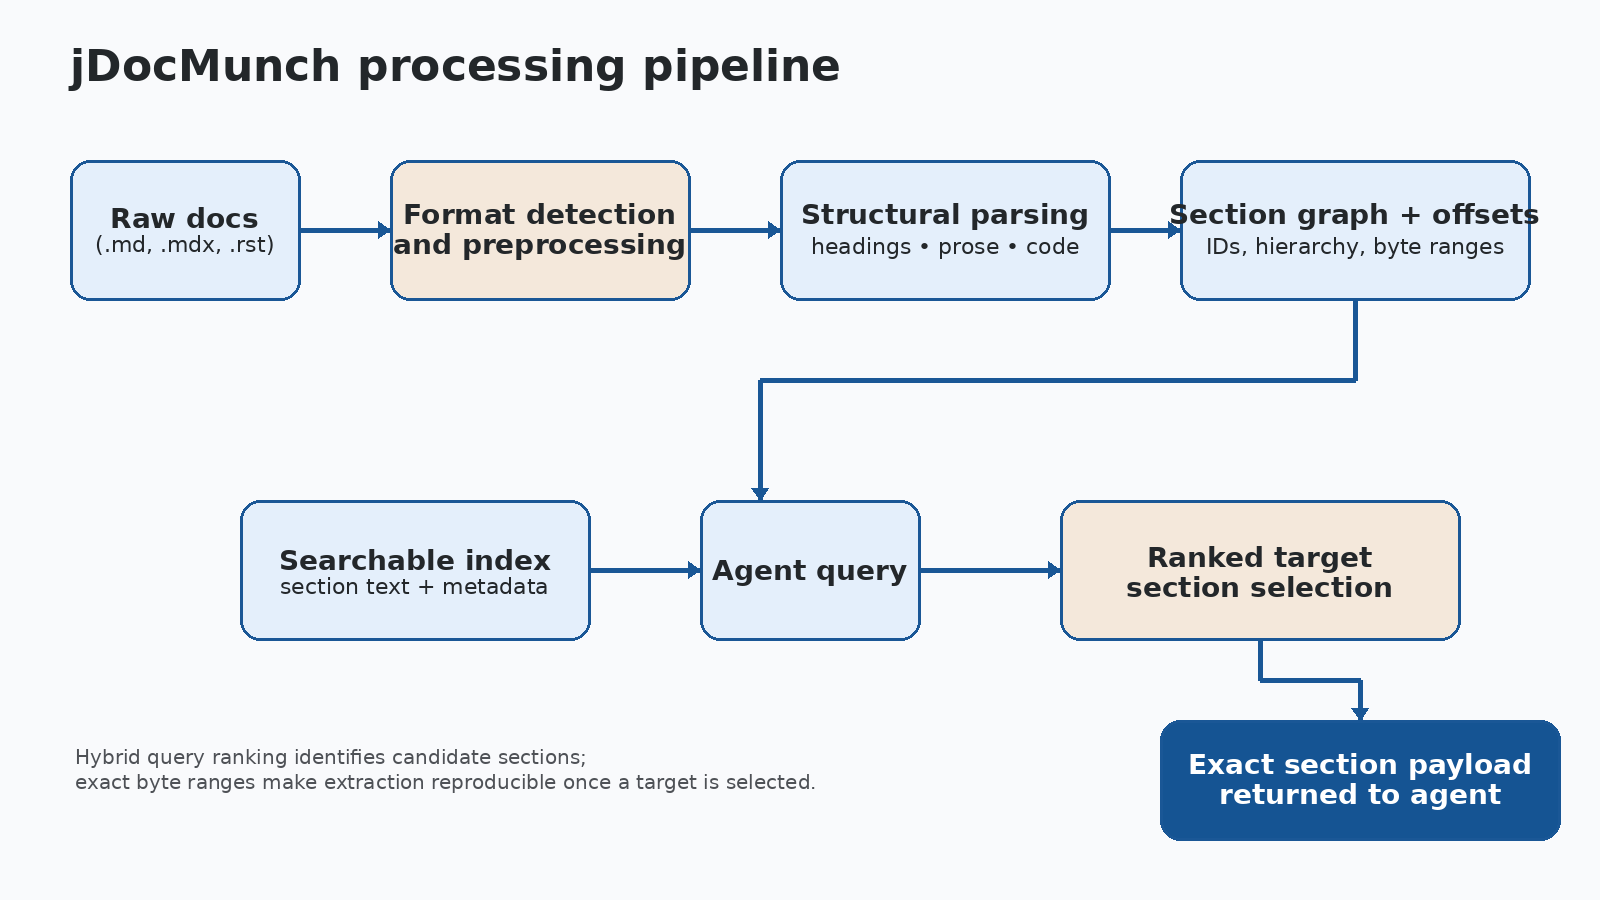 jDocMunch processing pipeline
Raw docs
(.md, .mdx, .rst)
Format detection
and preprocessing
Structural parsing
headings • prose • code
Section graph + offsets
IDs, hierarchy, byte ranges
Searchable index
section text + metadata
Agent query
Ranked target
section selection
Exact section payload
returned to agent
Hybrid query ranking identifies candidate sections;
exact byte ranges make extraction reproducible once a target is selected.